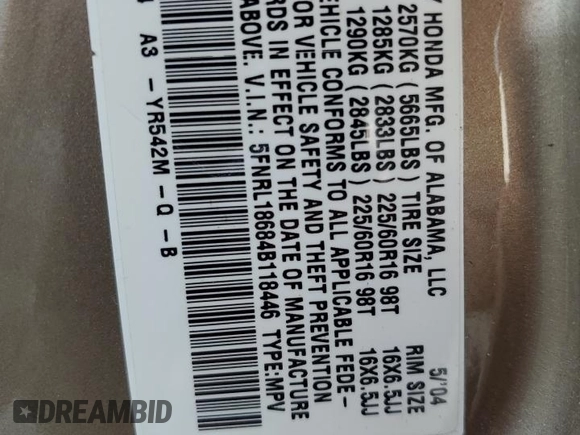 Y HONDA MFG. OF ALABAMA, LLC 5/'04
2570KG (5665LBS) TIRE SIZE RIM SIZE
1285KG (2833LBS) 225/60R16 98T 16X6.5JJ
1290KG (2845LBS) 225/60R16 98T 16X6.5JJ
VEHICLE CONFORMS TO ALL APPLICABLE FEDE-
OR VEHICLE SAFETY AND THEFT PREVENTION
RDS IN EFFECT ON THE DATE OF MANUFACTURE
ABOVE. V.I.N.: 5FNRL18684B118446 TYPE:MPV
A3 - YR542M - Q - B
DREAMBID